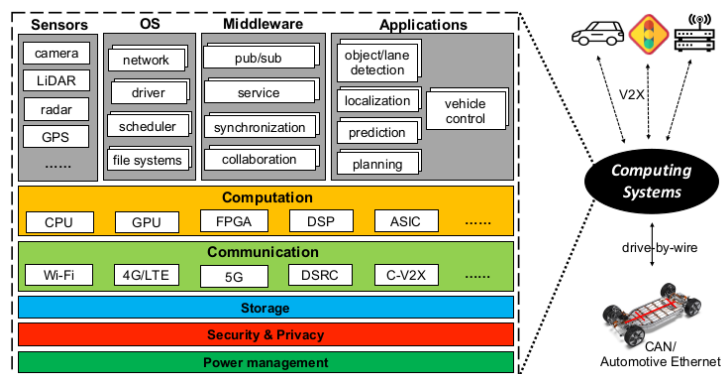 Sensors
OS
Middleware
Applications
camera
LiDAR
radar
GPS
......
network
driver
scheduler
file systems
pub/sub
service
synchronization
collaboration
object/lane
detection
localization
prediction
planning
vehicle
control
Computation
CPU
GPU
FPGA
DSP
ASIC
......
Communication
Wi-Fi
4G/LTE
5G
DSRC
C-V2X
......
Storage
Security & Privacy
Power management
V2X
Computing
Systems
drive-by-wire
CAN/
Automotive Ethernet